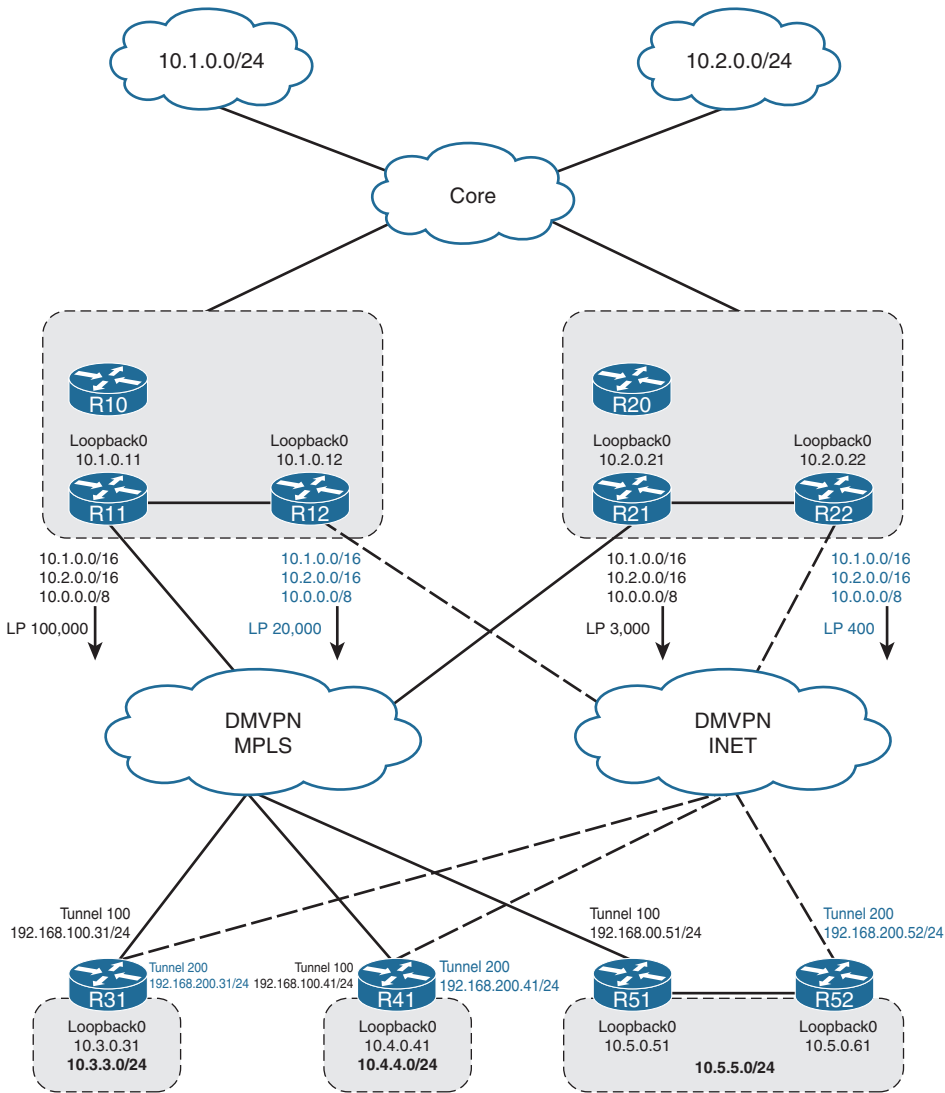 10.1.0.0/24
10.2.0.0/24
Core
R10
R20
Loopback0
10.1.0.11
Loopback0
10.1.0.12
Loopback0
10.2.0.21
Loopback0
10.2.0.22
R11
R12
R21
R22
10.1.0.0/16
10.2.0.0/16
10.0.0.0/8
LP 100,000
10.1.0.0/16
10.2.0.0/16
10.0.0.0/8
LP 20,000
10.1.0.0/16
10.2.0.0/16
10.0.0.0/8
LP 3,000
10.1.0.0/16
10.2.0.0/16
10.0.0.0/8
LP 400
DMVPN
MPLS
DMVPN
INET
Tunnel 100
192.168.100.31/24
Tunnel 200
192.168.200.31/24
Tunnel 100
192.168.100.41/24
Tunnel 200
192.168.200.41/24
Tunnel 100
192.168.00.51/24
Tunnel 200
192.168.200.52/24
R31
R41
R51
R52
Loopback0
10.3.0.31
10.3.3.0/24
Loopback0
10.4.0.41
10.4.4.0/24
Loopback0
10.5.0.51
Loopback0
10.5.0.61
10.5.5.0/24